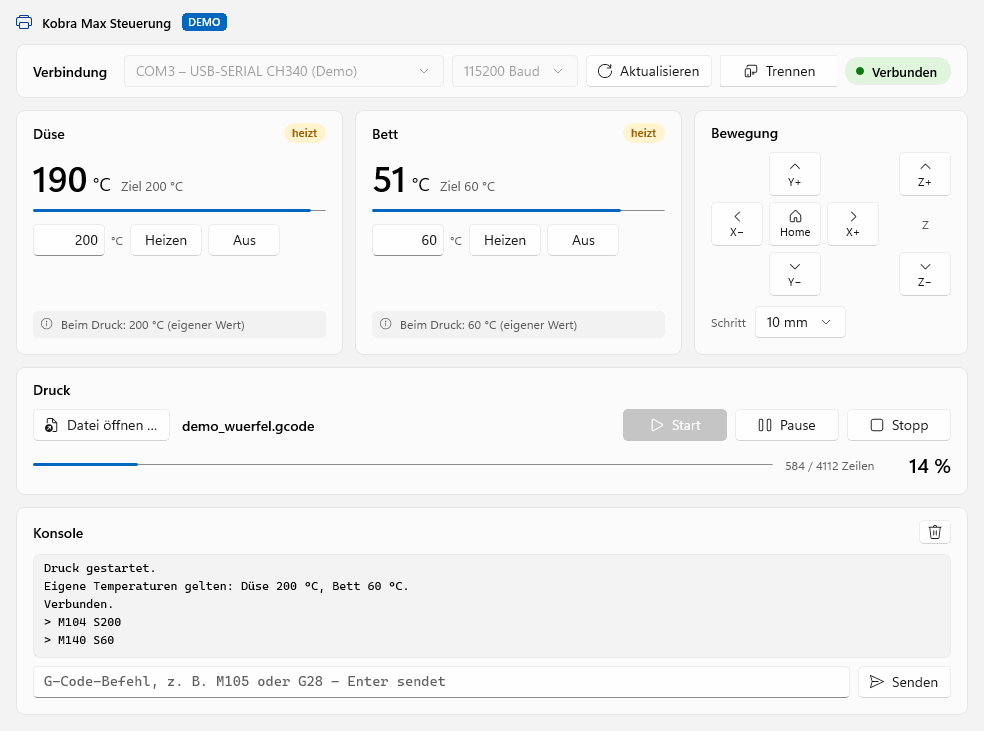 Kobra Max Steuerung DEMO
Verbindung COM3 – USB-SERIAL CH340 (Demo) 115200 Baud Aktualisieren Trennen Verbunden
Düse heizt
190 °C Ziel 200 °C
200 °C Heizen Aus
Beim Druck: 200 °C (eigener Wert)
Bett heizt
51 °C Ziel 60 °C
60 °C Heizen Aus
Beim Druck: 60 °C (eigener Wert)
Bewegung
Y+ Z+
X− Home X+ Z
Y− Z−
Schritt 10 mm
Druck
Datei öffnen ... demo_wuerfel.gcode Start Pause Stopp
584 / 4112 Zeilen 14 %
Konsole
Druck gestartet.
Eigene Temperaturen gelten: Düse 200 °C, Bett 60 °C.
Verbunden.
> M104 S200
> M140 S60
G-Code-Befehl, z. B. M105 oder G28 – Enter sendet Senden